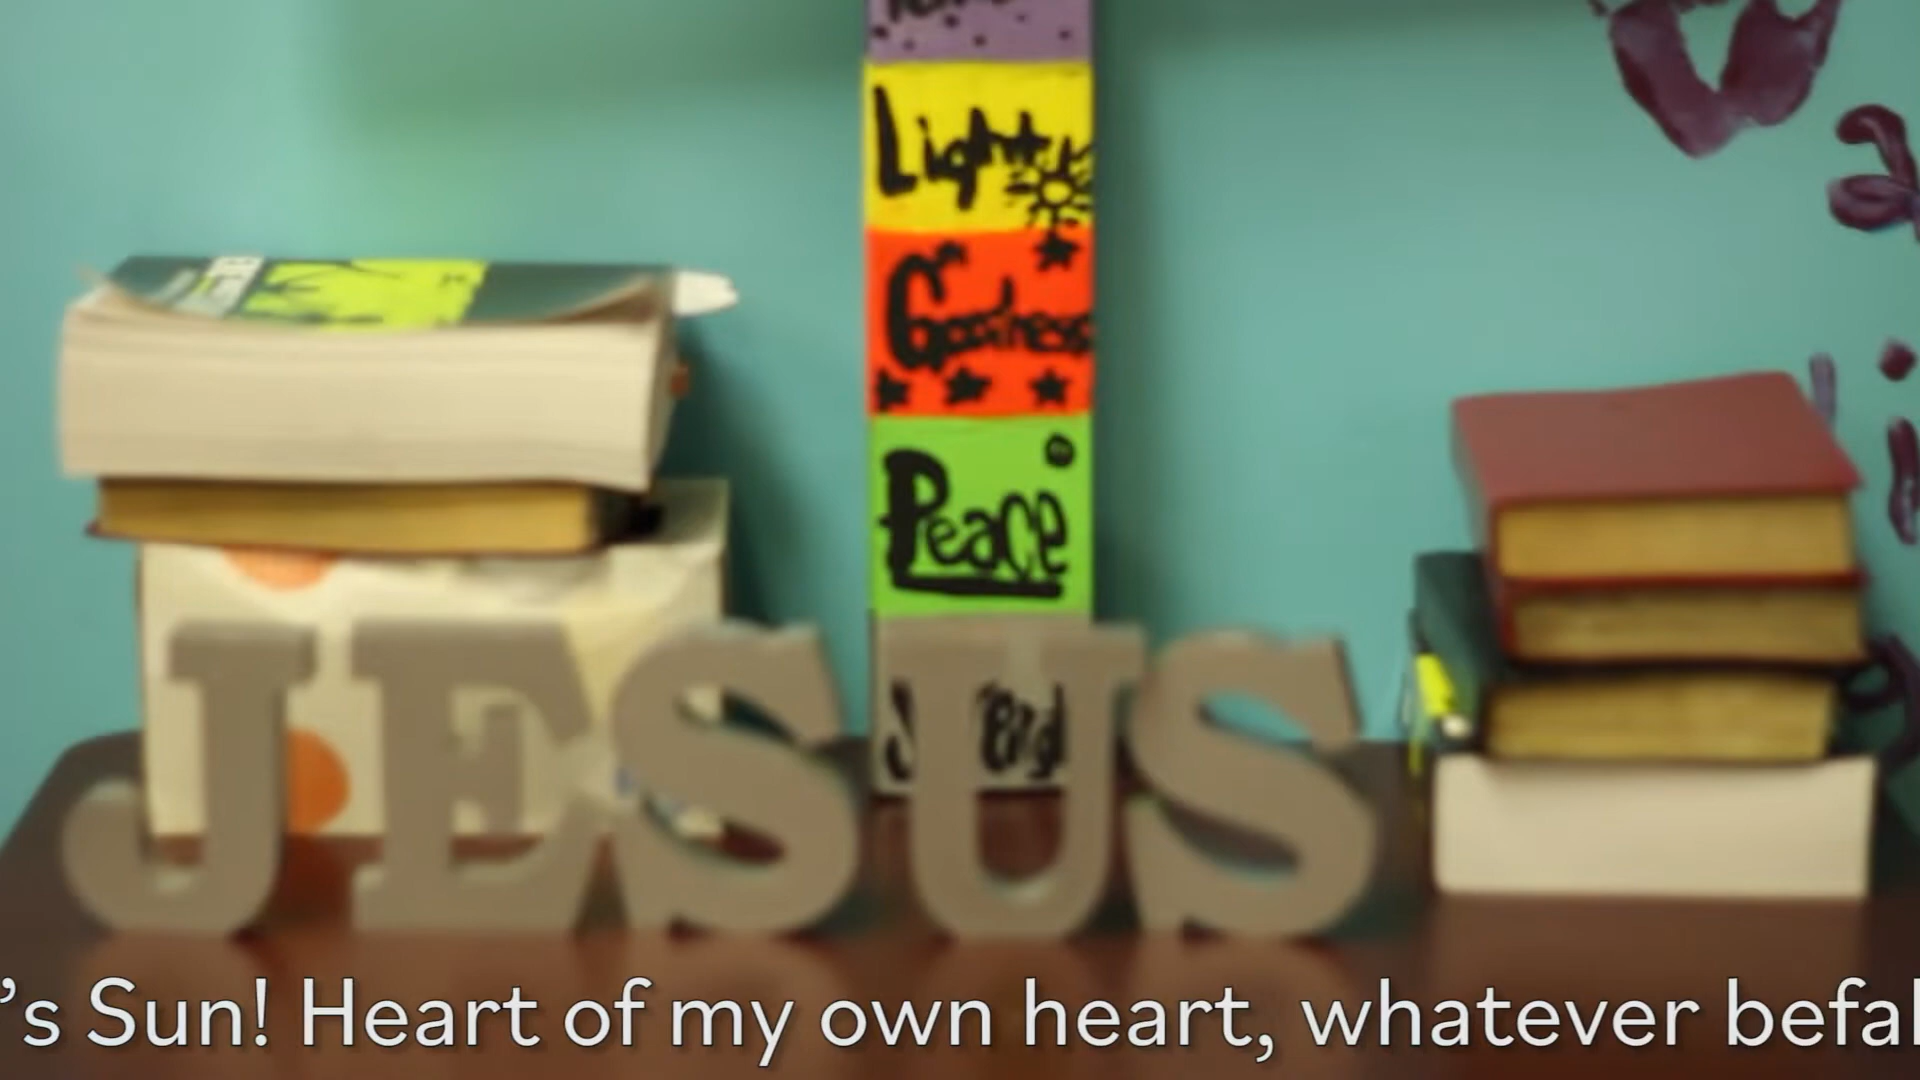 Light
Goodness
Peace
JESUS
’s Sun! Heart of my own heart, whatever befal